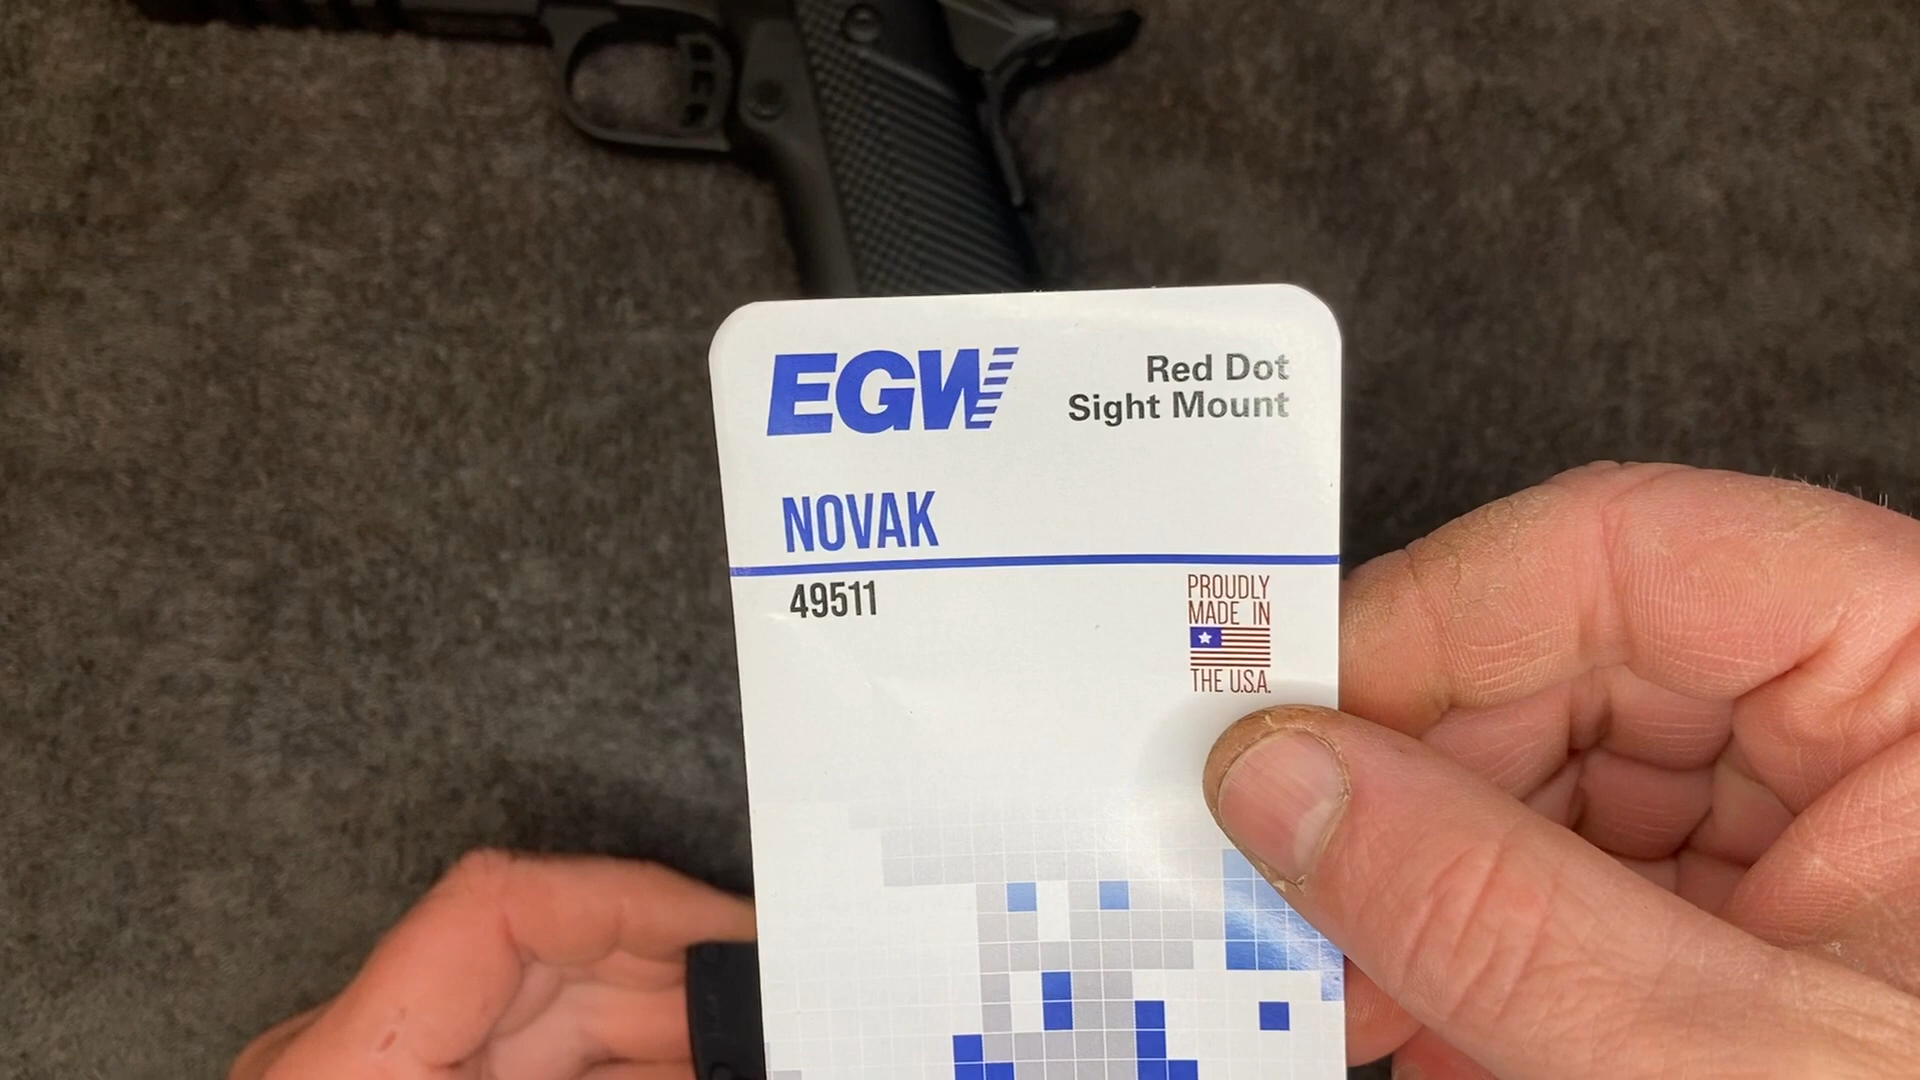 EGW
Red Dot
Sight Mount
NOVAK
49511
PROUDLY
MADE IN
THE U.S.A.